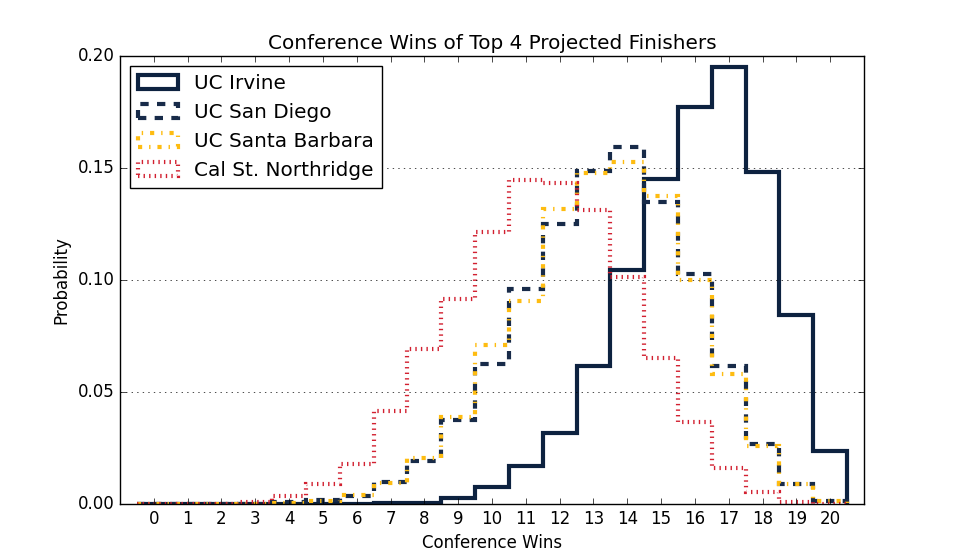 Conference Wins of Top 4 Projected Finishers
0.20
UC Irvine
UC San Diego
UC Santa Barbara
Cal St. Northridge
0.15
0.10
0.05
0.00
Probability
0 1 2 3 4 5 6 7 8 9 10 11 12 13 14 15 16 17 18 19 20
Conference Wins